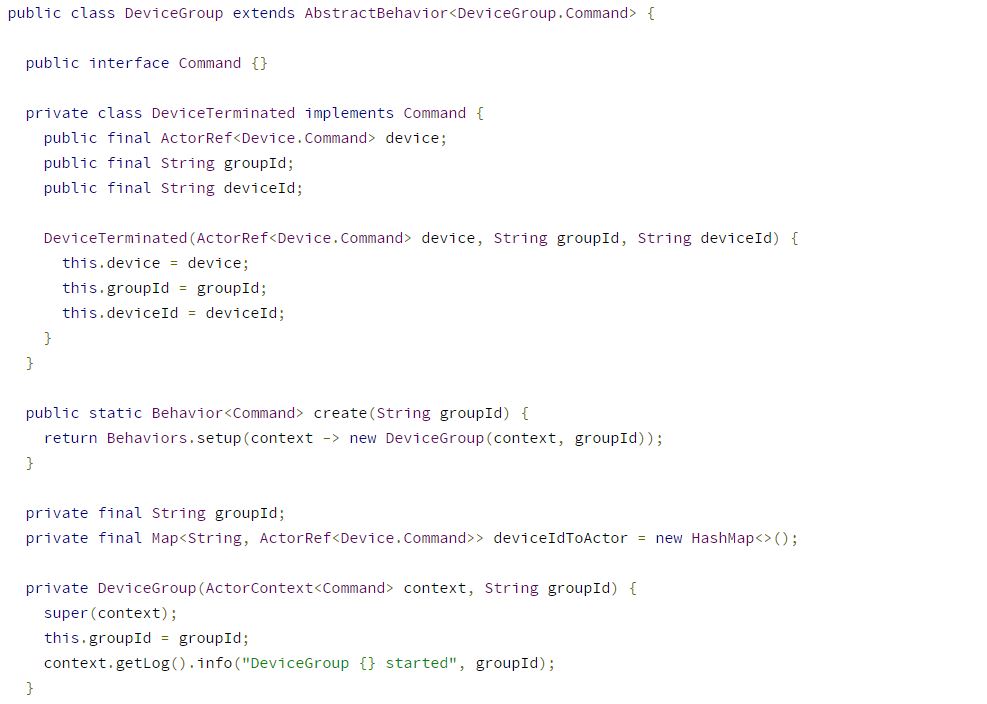 public class DeviceGroup extends AbstractBehavior<DeviceGroup.Command> {

  public interface Command {}

  private class DeviceTerminated implements Command {
    public final ActorRef<Device.Command> device;
    public final String groupId;
    public final String deviceId;

    DeviceTerminated(ActorRef<Device.Command> device, String groupId, String deviceId) {
      this.device = device;
      this.groupId = groupId;
      this.deviceId = deviceId;
    }
  }

  public static Behavior<Command> create(String groupId) {
    return Behaviors.setup(context -> new DeviceGroup(context, groupId));
  }

  private final String groupId;
  private final Map<String, ActorRef<Device.Command>> deviceIdToActor = new HashMap<>();

  private DeviceGroup(ActorContext<Command> context, String groupId) {
    super(context);
    this.groupId = groupId;
    context.getLog().info("DeviceGroup {} started", groupId);
  }